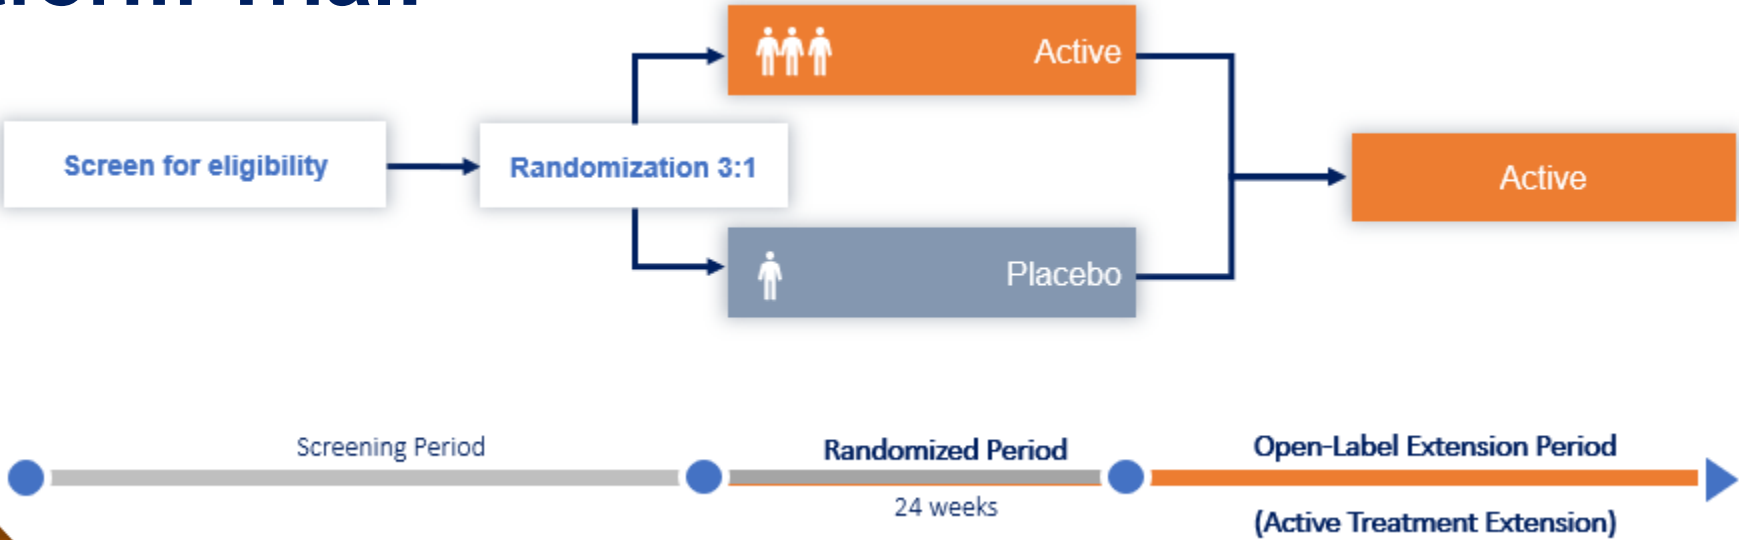 Trial
Active
Screen for eligibility
Randomization 3:1
Active
Placebo
Screening Period
Randomized Period
Open-Label Extension Period
24 weeks
(Active Treatment Extension)